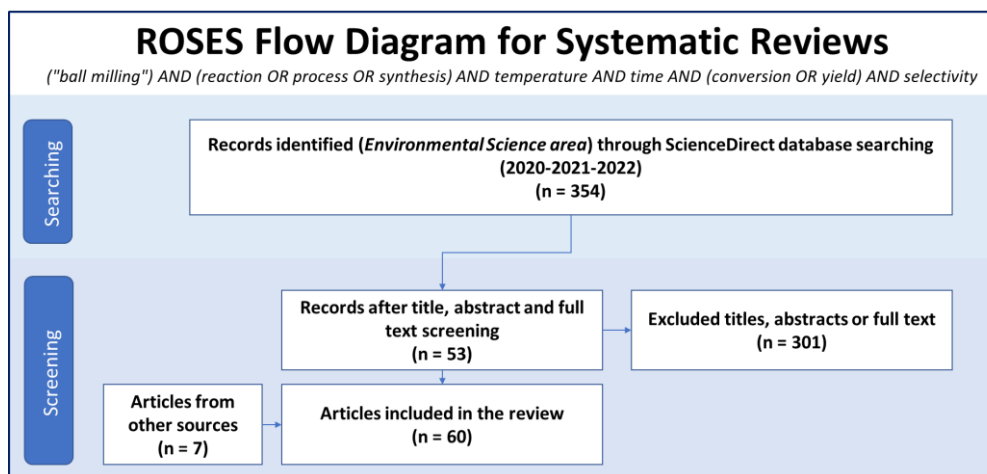 ROSES Flow Diagram for Systematic Reviews
("ball milling") AND (reaction OR process OR synthesis) AND temperature AND time AND (conversion OR yield) AND selectivity
Searching
Records identified (Environmental Science area) through ScienceDirect database searching
(2020-2021-2022)
(n = 354)
Screening
Records after title, abstract and full
text screening
(n = 53)
Excluded titles, abstracts or full text
(n = 301)
Articles from
other sources
(n = 7)
Articles included in the review
(n = 60)